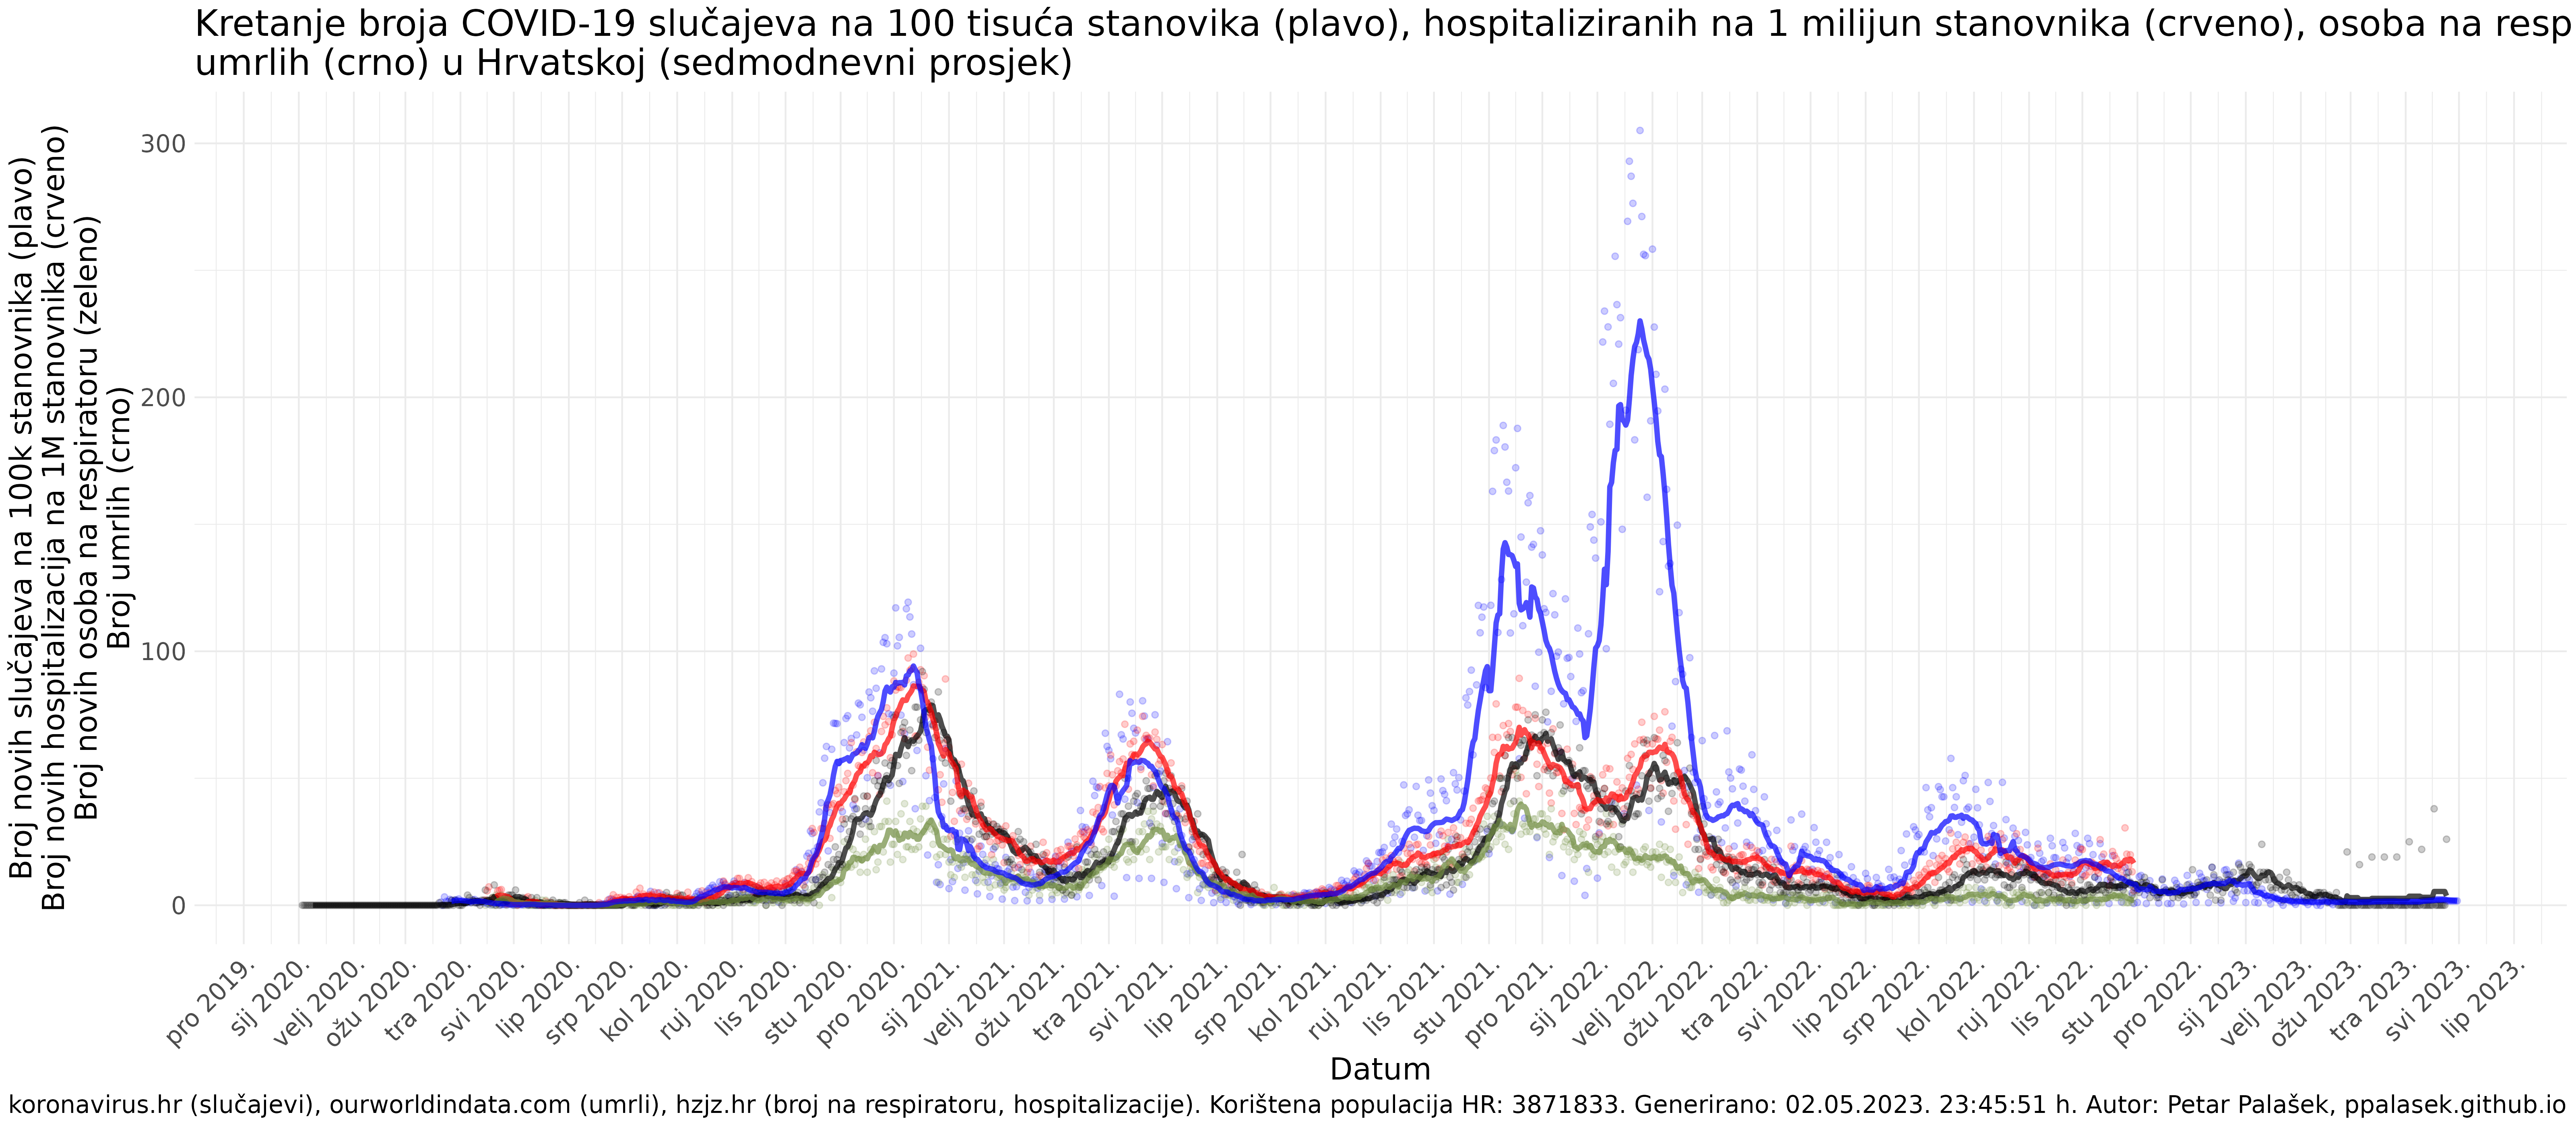 Kretanje broja COVID-19 slučajeva na 100 tisuća stanovika (plavo), hospitaliziranih na 1 milijun stanovnika (crveno), osoba na resp
umrlih (crno) u Hrvatskoj (sedmodnevni prosjek)
Broj novih slučajeva na 100k stanovnika (plavo)
Broj novih hospitalizacija na 1M stanovnika (crveno)
Broj novih osoba na respiratoru (zeleno)
Broj umrlih (crno)
300
200
100
0
pro 2019.
sij 2020.
velj 2020.
ožu 2020.
tra 2020.
svi 2020.
lip 2020.
srp 2020.
kol 2020.
ruj 2020.
lis 2020.
stu 2020.
pro 2020.
sij 2021.
velj 2021.
ožu 2021.
tra 2021.
svi 2021.
lip 2021.
srp 2021.
kol 2021.
ruj 2021.
lis 2021.
stu 2021.
pro 2021.
sij 2022.
velj 2022.
ožu 2022.
tra 2022.
svi 2022.
lip 2022.
srp 2022.
kol 2022.
ruj 2022.
lis 2022.
stu 2022.
pro 2022.
sij 2023.
velj 2023.
ožu 2023.
tra 2023.
svi 2023.
lip 2023.
Datum
koronavirus.hr (slučajevi), ourworldindata.com (umrli), hzjz.hr (broj na respiratoru, hospitalizacije). Korištena populacija HR: 3871833. Generirano: 02.05.2023. 23:45:51 h. Autor: Petar Palašek, ppalasek.github.io